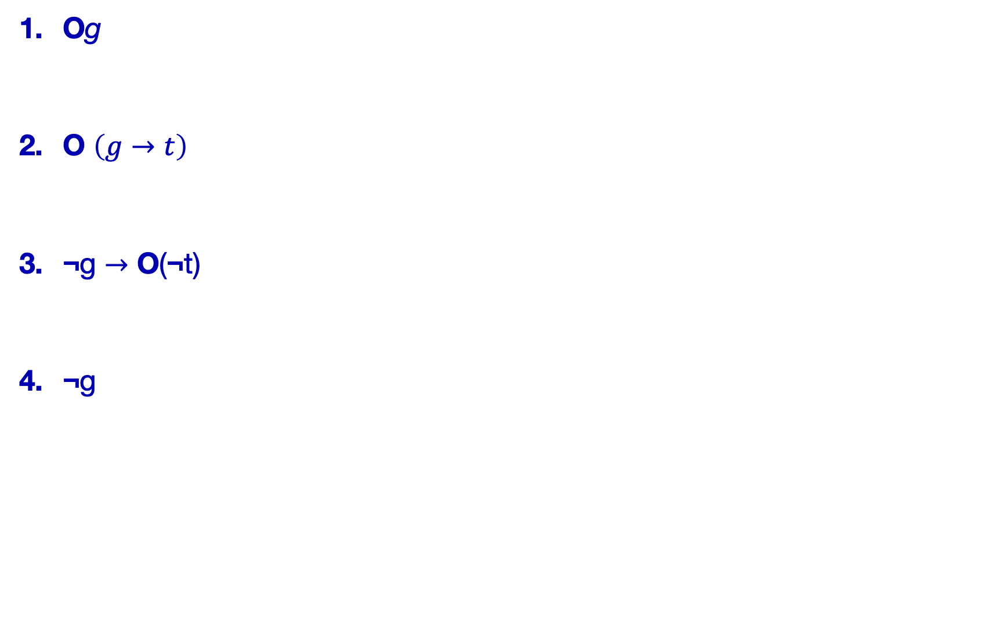 1. Og
2. O (g → t)
3. ¬g → O(¬t)
4. ¬g